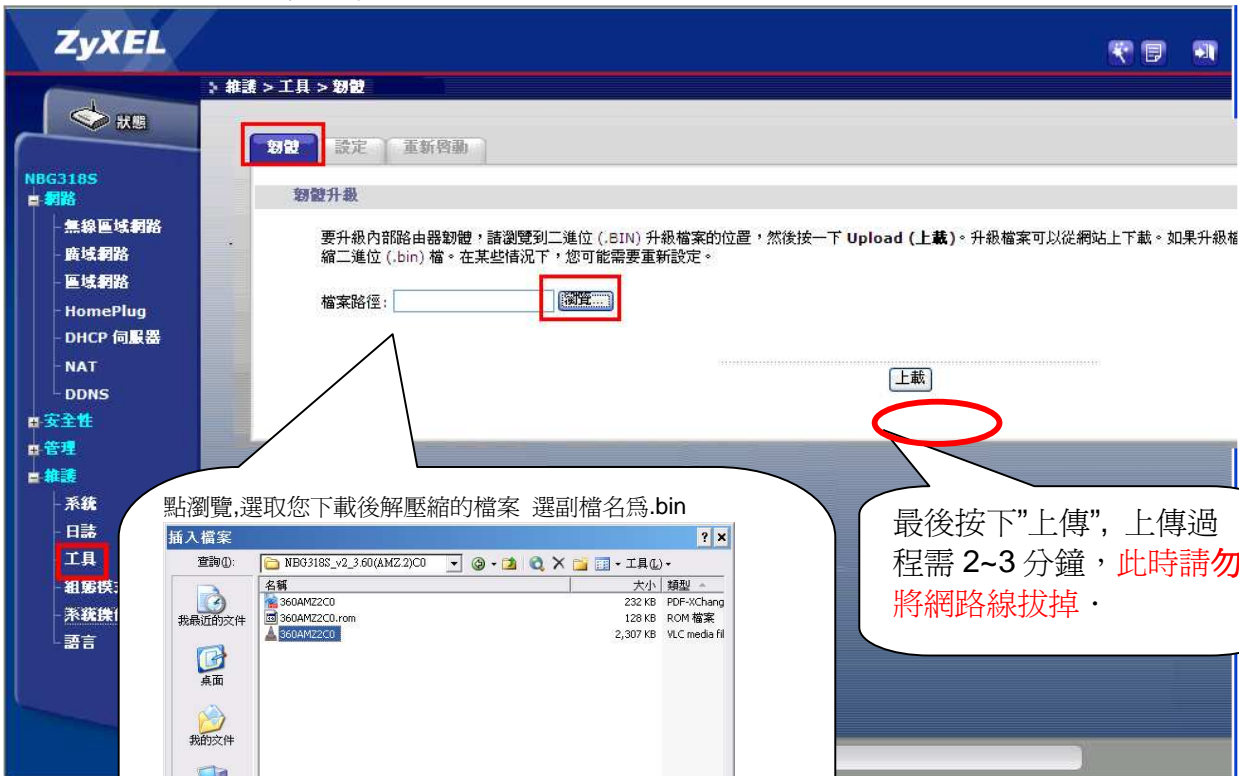 ZyXEL
維護 > 工具 > 韌體
狀態
韌體
設定
重新啓動
NBG318S
網路
無線區域網路
廣域網路
區域網路
HomePlug
DHCP 伺服器
NAT
DDNS
安全性
管理
維護
系統
日誌
工具
組態模
系統操作
語言
韌體升級
要升級內部路由器韌體，請瀏覽到二進位 (.BIN) 升級檔案的位置，然後按一下 Upload (上載)。升級檔案可以從網站上下載。如果升級檔
縮二進位 (.bin) 檔。在某些情況下，您可能需要重新設定。
檔案路徑:
瀏覽...
上載
點瀏覽,選取您下載後解壓縮的檔案 選副檔名爲.bin
插入檔案
查詢(I):
NBG318S_v2_3.60(AMZ.2)C0
工具(L)
名稱
大小
類型
360AMZ2C0
232 KB
PDF-XChang
360AMZ2C0.rom
128 KB
ROM 檔案
360AMZ2C0
2,307 KB
VLC media fil
我最近的文件
桌面
我的文件
最後按下"上傳", 上傳過
程需 2~3 分鐘，此時請勿
將網路線拔掉．